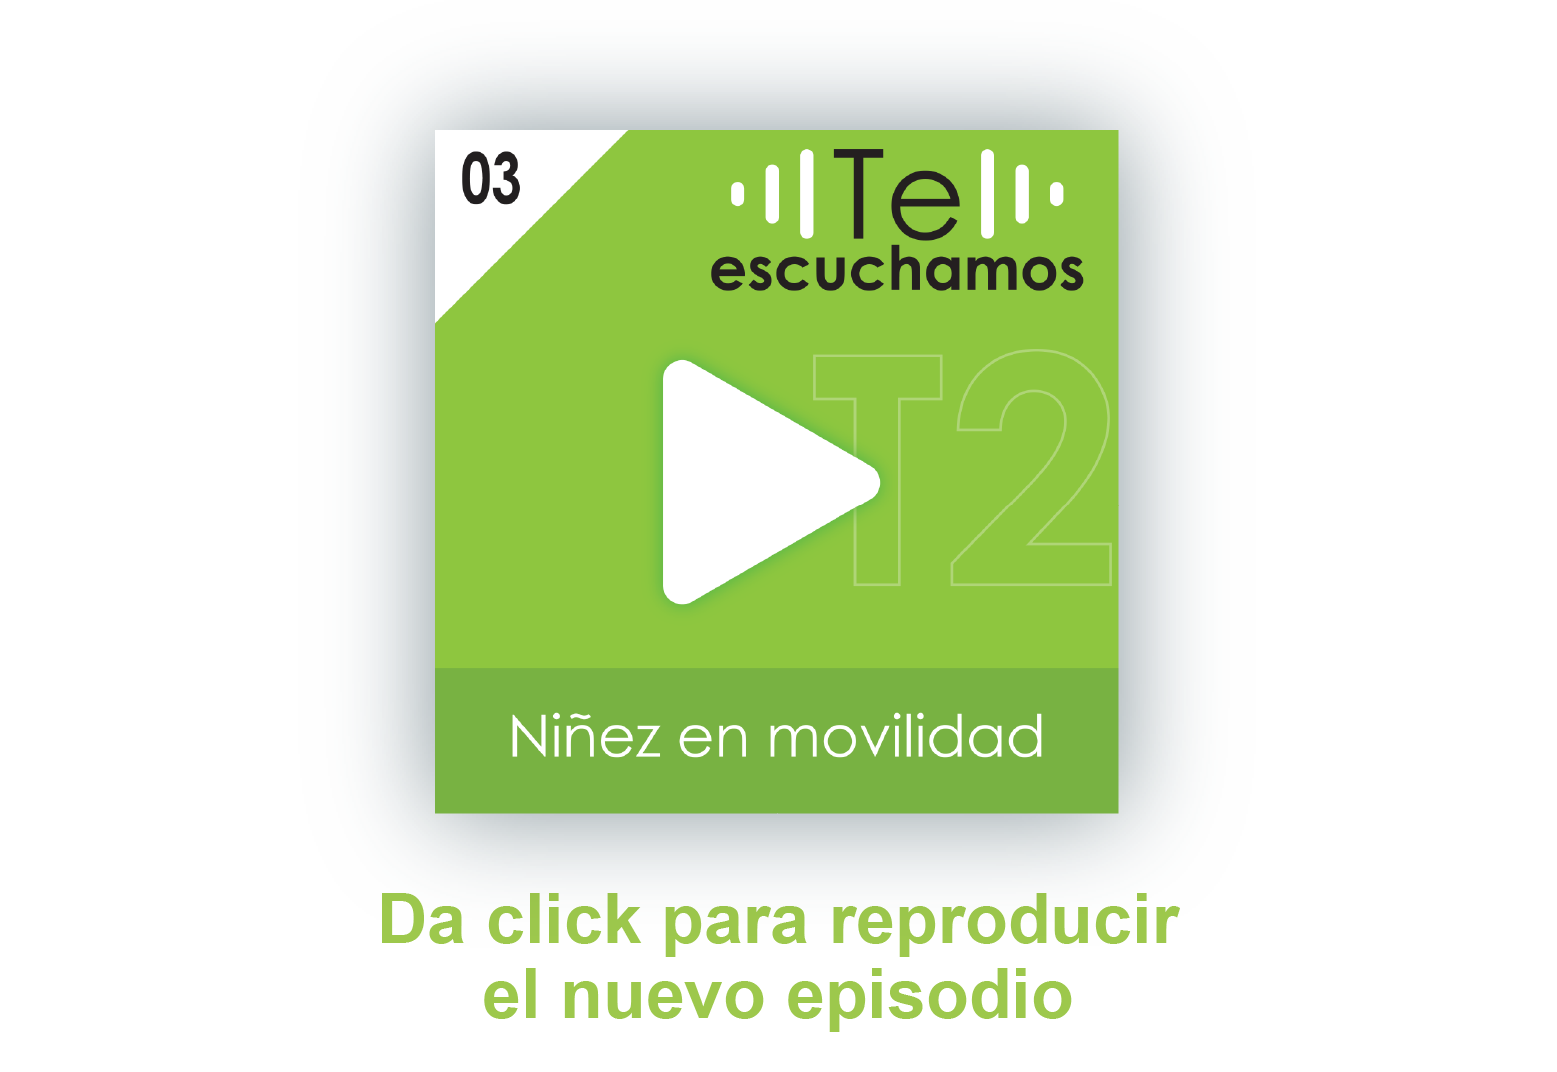 03
Te
escuchamos
T2
Niñez en movilidad
Da click para reproducir
el nuevo episodio